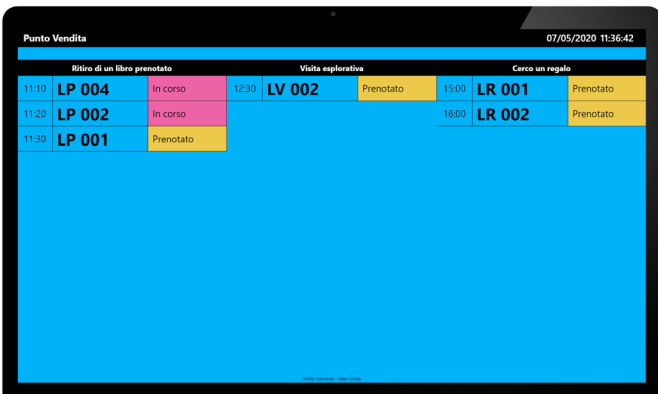 Punto Vendita 07/05/2020 11:36:42
Ritiro di un libro prenotato Visita esplorativa Cerco un regalo
11:10 LP 004 In corso 12:30 LV 002 Prenotato 15:00 LR 001 Prenotato
11:20 LP 002 In corso 16:00 LR 002 Prenotato
11:30 LP 001 Prenotato